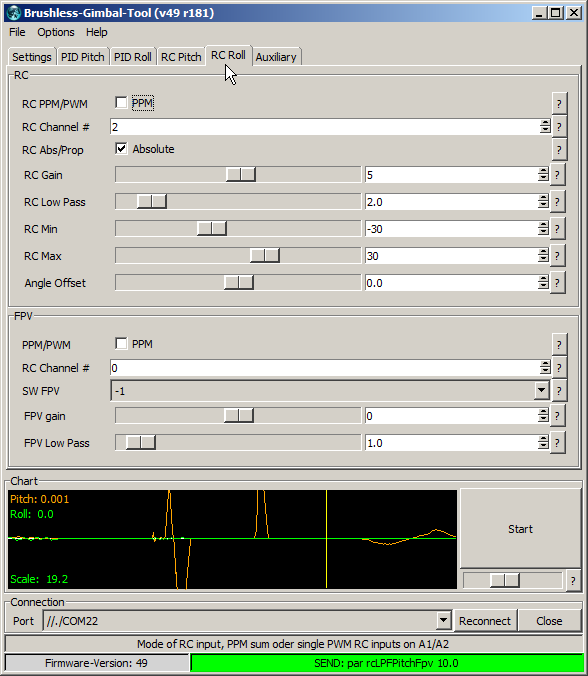 Brushless-Gimbal-Tool (v49 r181)
File Options Help
Settings PID Pitch PID Roll RC Pitch RC Roll Auxiliary
RC
RC PPM/PWM PPM ?
RC Channel # 2 ?
RC Abs/Prop Absolute ?
RC Gain 5 ?
RC Low Pass 2.0 ?
RC Min -30 ?
RC Max 30 ?
Angle Offset 0.0 ?
FPV
PPM/PWM PPM ?
RC Channel # 0 ?
SW FPV -1 ?
FPV gain 0 ?
FPV Low Pass 1.0 ?
Chart
Pitch: 0.001
Roll: 0.0
Start
Scale: 19.2
?
Connection
Port //./COM22 Reconnect Close
Mode of RC input, PPM sum oder single PWM RC inputs on A1/A2
Firmware-Version: 49 SEND: par rcLPFPitchFpv 10.0